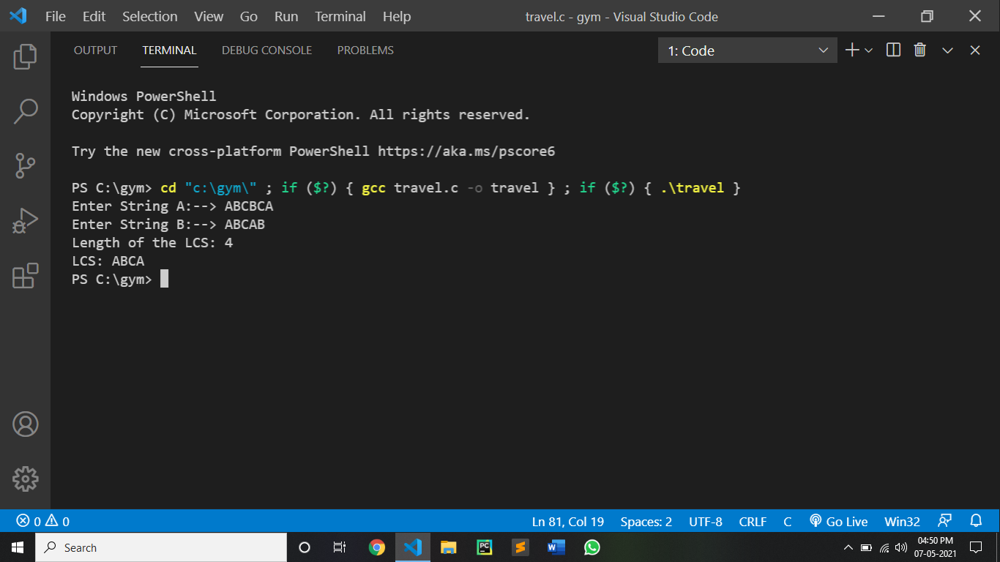 File Edit Selection View Go Run Terminal Help travel.c - gym - Visual Studio Code
OUTPUT TERMINAL DEBUG CONSOLE PROBLEMS 1: Code
Windows PowerShell
Copyright (C) Microsoft Corporation. All rights reserved.
Try the new cross-platform PowerShell https://aka.ms/pscore6
PS C:\gym> cd "c:\gym\" ; if ($?) { gcc travel.c -o travel } ; if ($?) { .\travel }
Enter String A:--> ABCBCA
Enter String B:--> ABCAB
Length of the LCS: 4
LCS: ABCA
PS C:\gym>
0 0 Ln 81, Col 19 Spaces: 2 UTF-8 CRLF C Go Live Win32
Search PC W 04:50 PM
07-05-2021